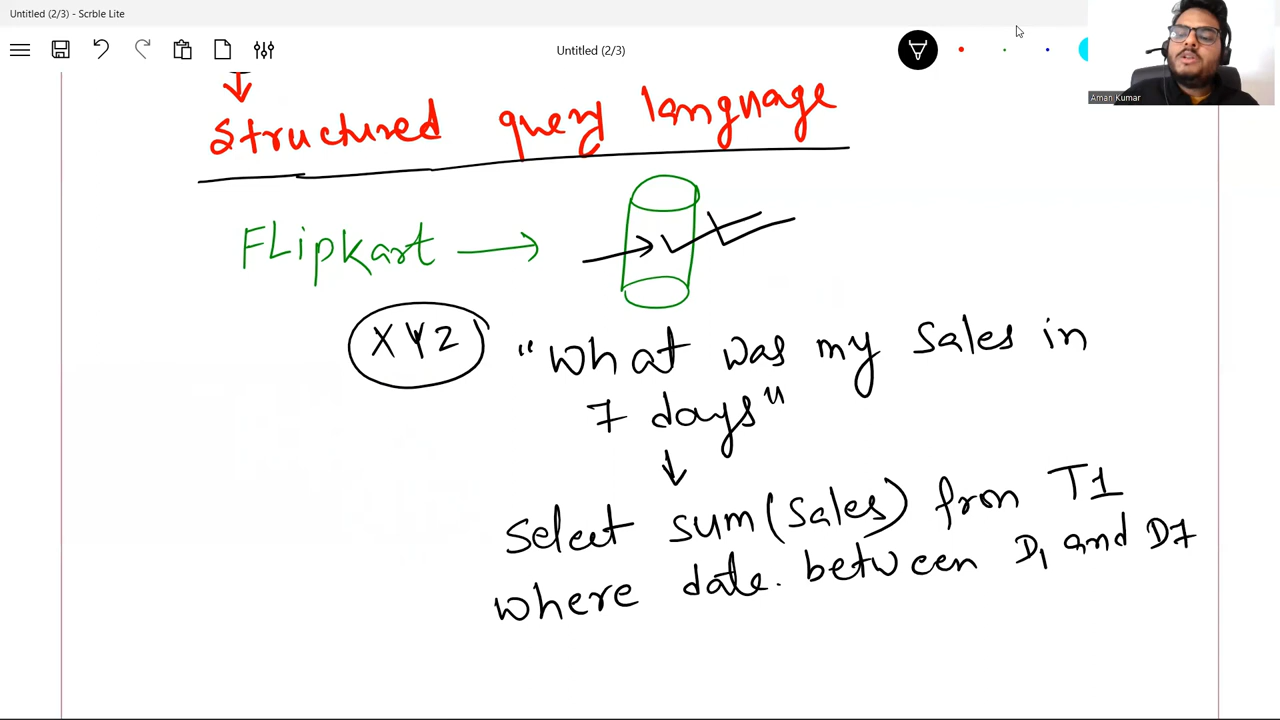 Untitled (2/3) - Scrble Lite
Untitled (2/3)
Aman Kumar
Structured query language
FLipkart
XYZ
"What was my sales in
7 days"
Select sum(Sales) from T1
where date. between D1 and D7